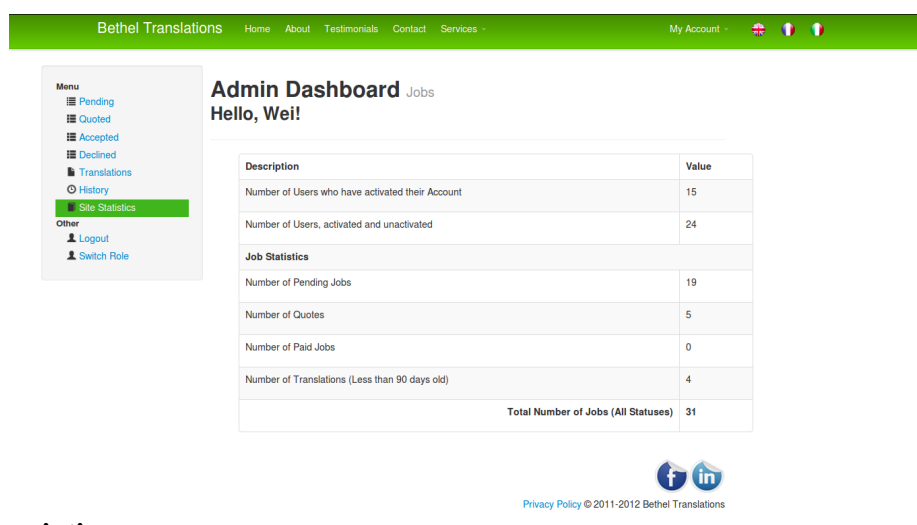 Bethel Translations Home About Testimonials Contact Services My Account
Menu
Pending
Quoted
Accepted
Declined
Translations
History
Site Statistics
Other
Logout
Switch Role
Admin Dashboard Jobs
Hello, Wei!
Description Value
Number of Users who have activated their Account 15
Number of Users, activated and unactivated 24
Job Statistics
Number of Pending Jobs 19
Number of Quotes 5
Number of Paid Jobs 0
Number of Translations (Less than 90 days old) 4
Total Number of Jobs (All Statuses) 31
f in
Privacy Policy © 2011-2012 Bethel Translations